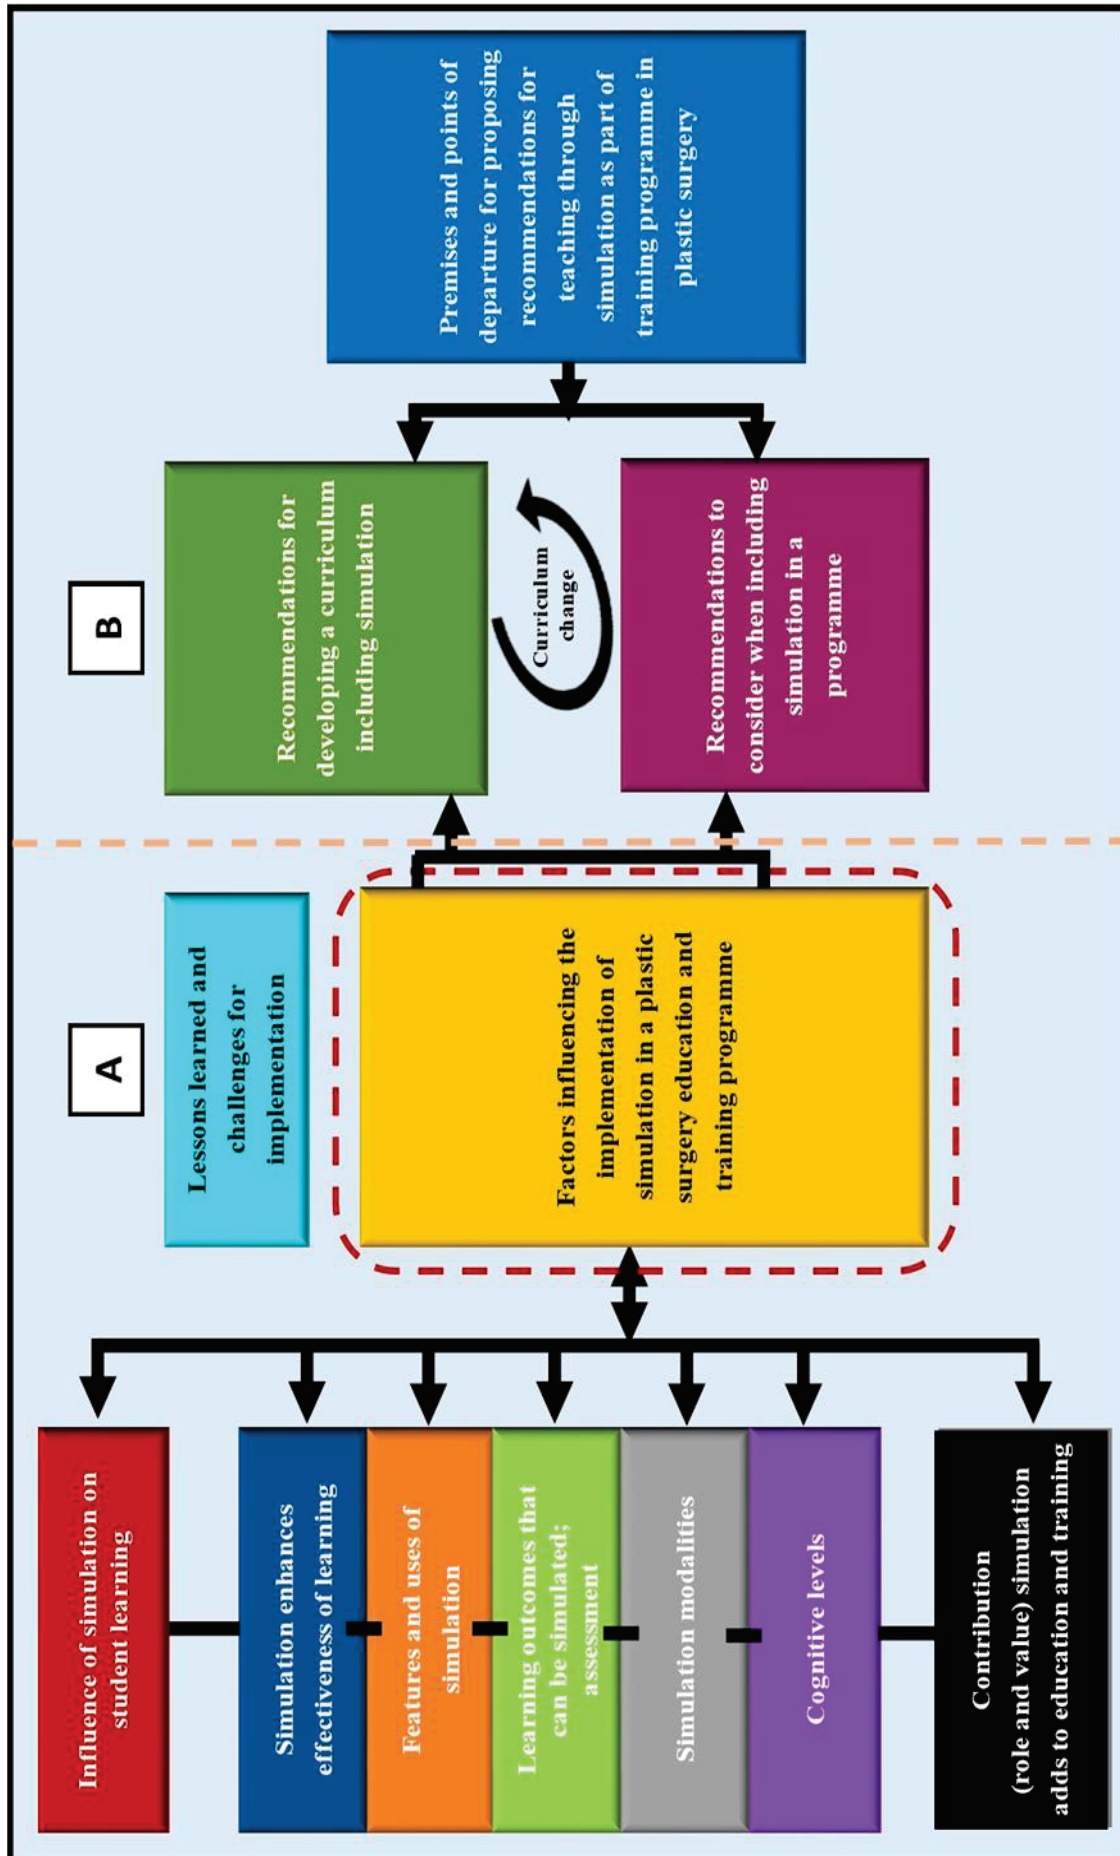 A
B
Influence of simulation on
student learning
Simulation enhances
effectiveness of learning
Features and uses of
simulation
Learning outcomes that
can be simulated;
assessment
Simulation modalities
Cognitive levels
Contribution
(role and value) simulation
adds to education and training
Lessons learned and
challenges for
implementation
Factors influencing the
implementation of
simulation in a plastic
surgery education and
training programme
Recommendations for
developing a curriculum
including simulation
Curriculum
change
Recommendations to
consider when including
simulation in a
programme
Premises and points of
departure for proposing
recommendations for
teaching through
simulation as part of
training programme in
plastic surgery